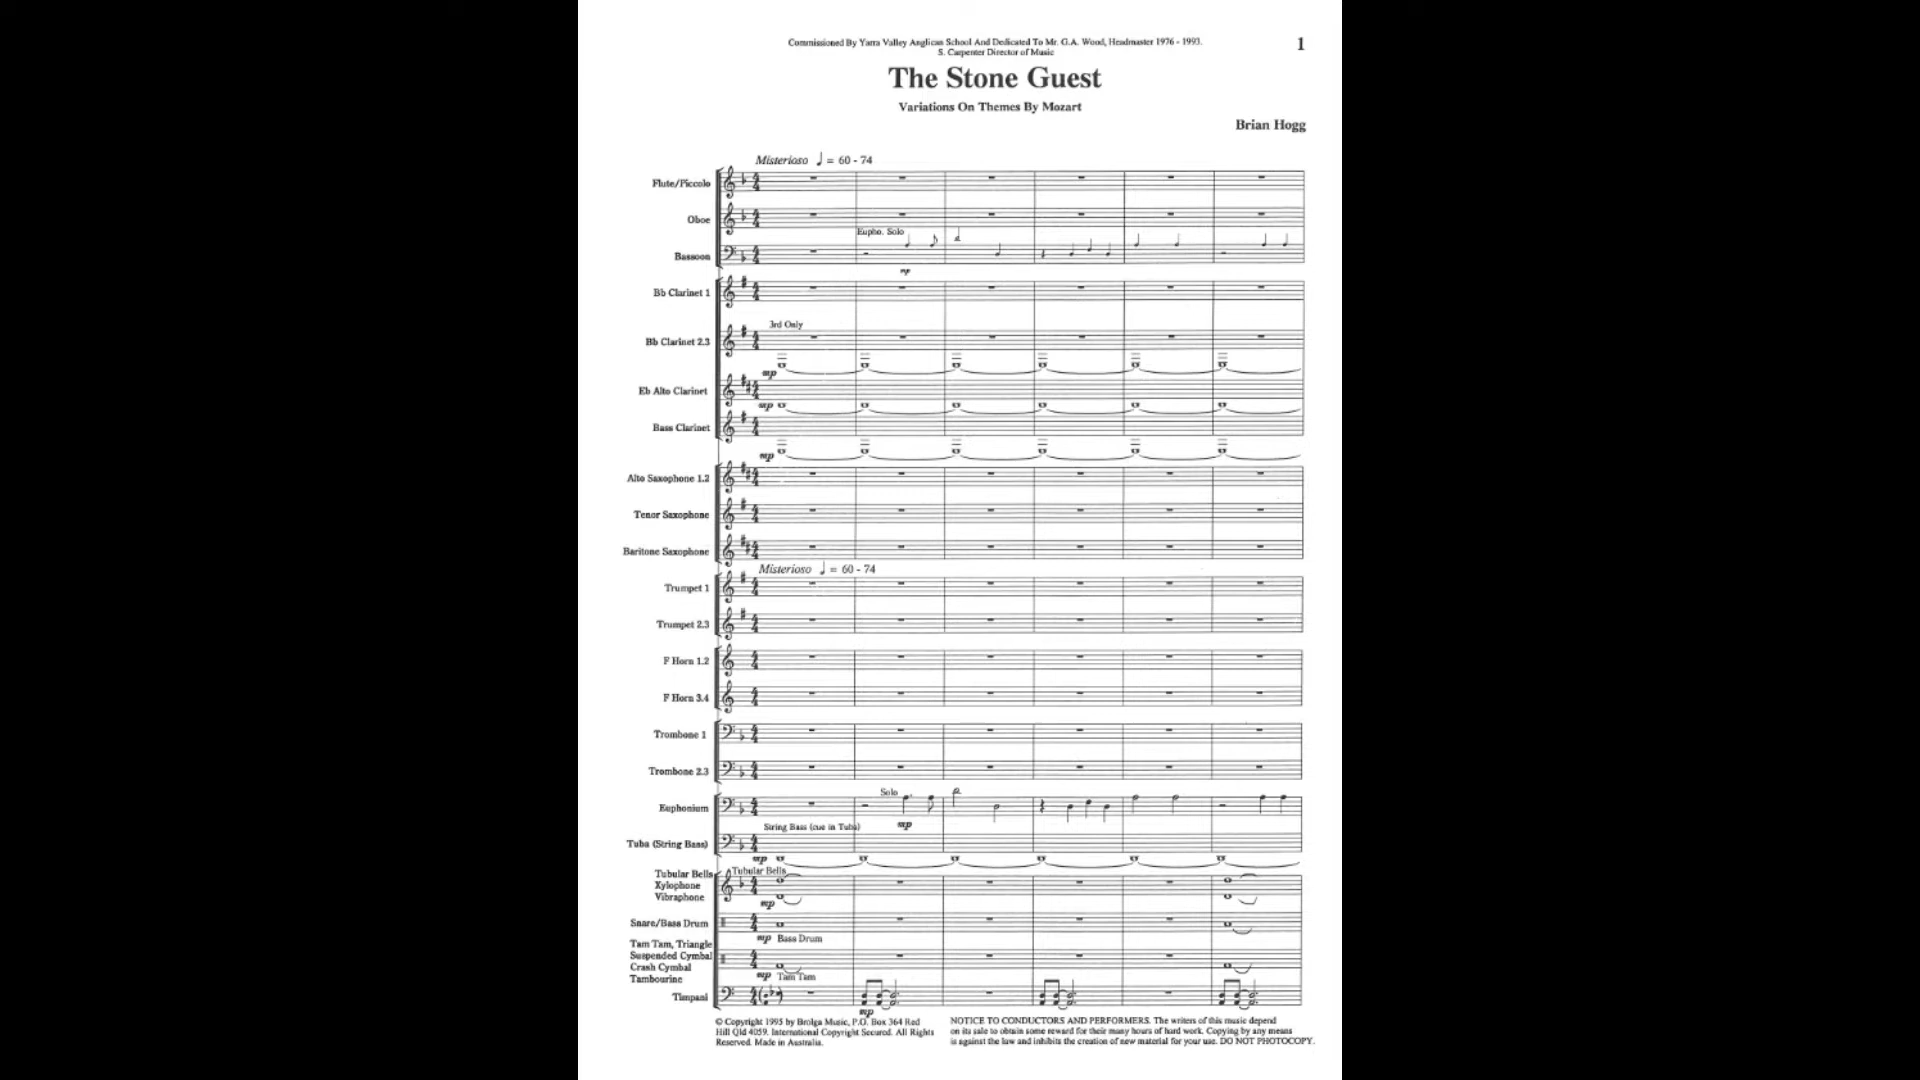 Commissioned By Yarra Valley Anglican School And Dedicated To Mr. G.A. Wood, Headmaster 1976 - 1993.
S. Carpenter Director of Music
1
The Stone Guest
Variations On Themes By Mozart
Brian Hogg
Misterioso ♩ = 60 - 74
Flute/Piccolo
Oboe
Eupho. Solo
Bassoon
mp
Bb Clarinet 1
3rd Only
Bb Clarinet 2.3
mp
Eb Alto Clarinet
mp
Bass Clarinet
mp
Alto Saxophone 1.2
Tenor Saxophone
Baritone Saxophone
Misterioso ♩ = 60 - 74
Trumpet 1
Trumpet 2.3
F Horn 1.2
F Horn 3.4
Trombone 1
Trombone 2.3
Solo
Euphonium
mp
String Bass (cue in Tuba)
Tuba (String Bass)
mp
Tubular Bells
Tubular Bells
Xylophone
Vibraphone
mp
Snare/Bass Drum
mp Bass Drum
Tam Tam, Triangle
Suspended Cymbal
Crash Cymbal
Tambourine
mp Tam Tam
Timpani
mp
© Copyright 1995 by Brolga Music, P.O. Box 364 Red
Hill Qld 4059. International Copyright Secured. All Rights
Reserved. Made in Australia.
NOTICE TO CONDUCTORS AND PERFORMERS. The writers of this music depend
on its sale to obtain some reward for their many hours of hard work. Copying by any means
is against the law and inhibits the creation of new material for your use. DO NOT PHOTOCOPY.